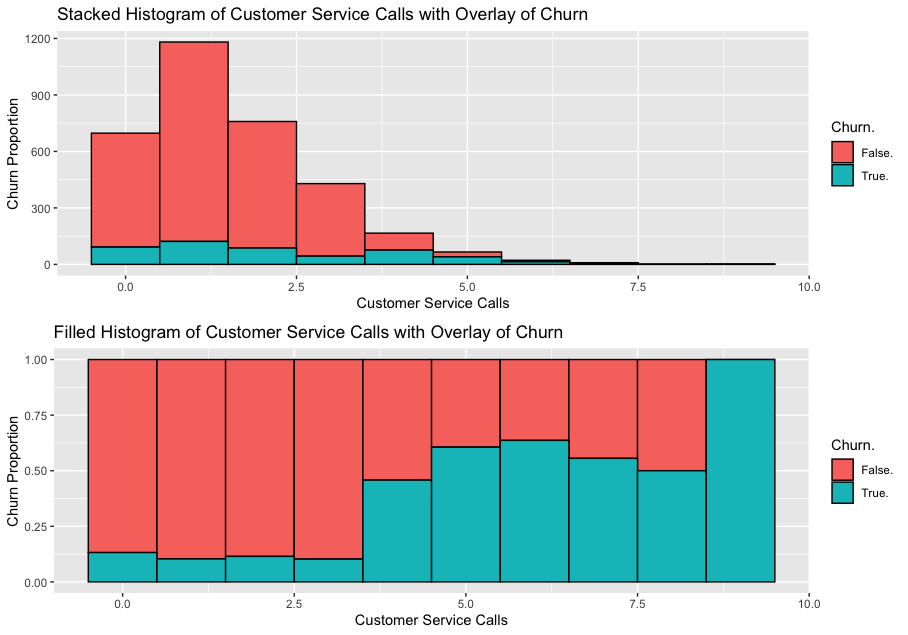 Stacked Histogram of Customer Service Calls with Overlay of Churn
1200
900
600
300
0
Churn Proportion
0.0 2.5 5.0 7.5 10.0
Customer Service Calls
Churn.
False.
True.
Filled Histogram of Customer Service Calls with Overlay of Churn
1.00
0.75
0.50
0.25
0.00
Churn Proportion
0.0 2.5 5.0 7.5 10.0
Customer Service Calls
Churn.
False.
True.